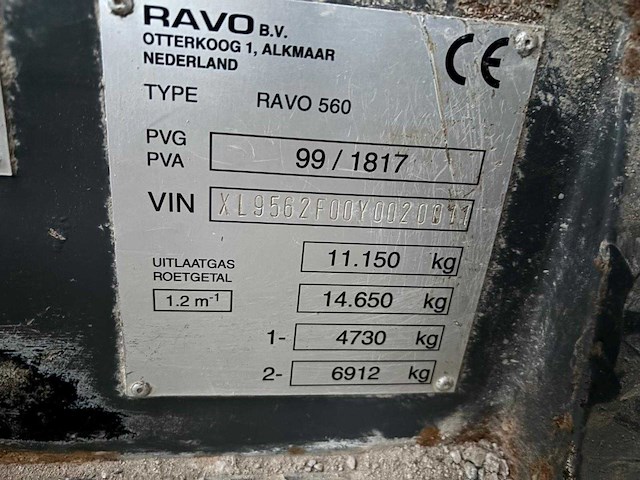 RAVO B.V.
OTTERKOOG 1, ALKMAAR
NEDERLAND
CE
TYPE RAVO 560
PVG
PVA 99 / 1817
VIN
UITLAATGAS
ROETGETAL
1.2 m⁻¹
11.150 kg
14.650 kg
1- 4730 kg
2- 6912 kg